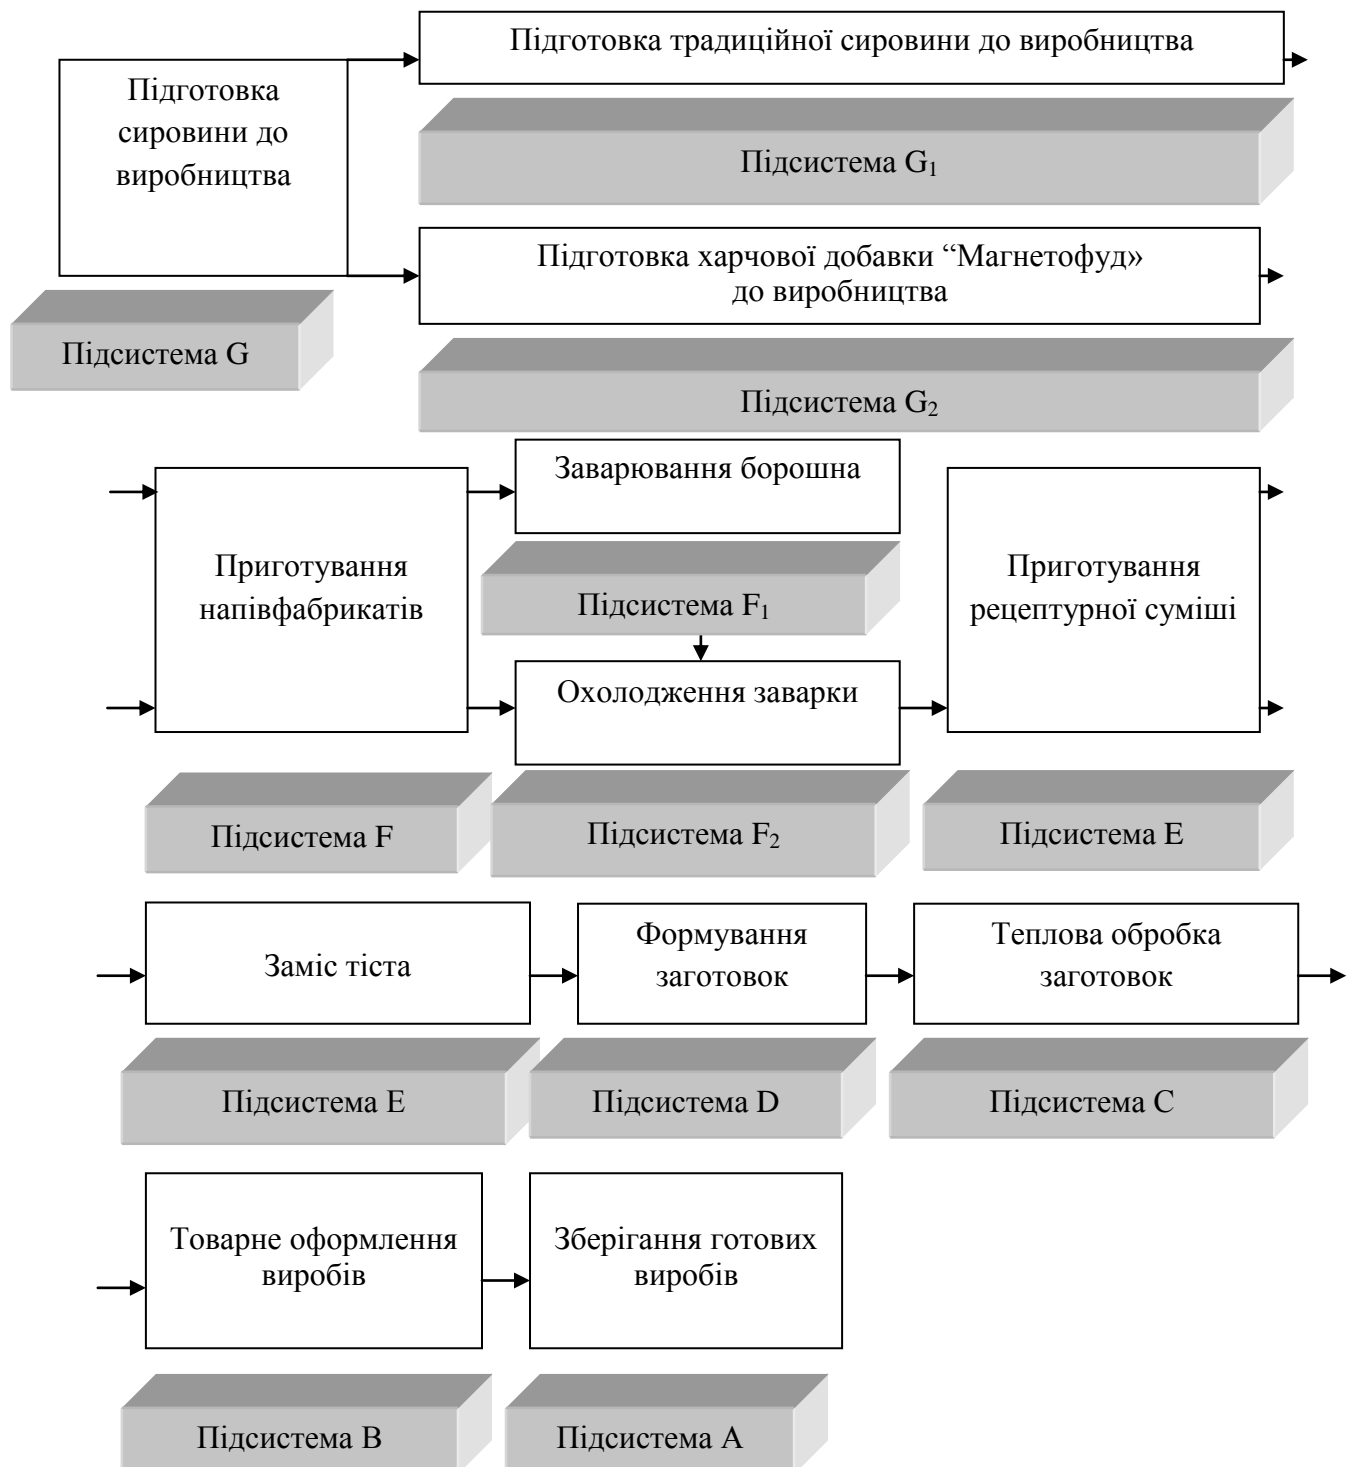 Підготовка традиційної сировини до виробництва
Підготовка
сировини до
виробництва
Підсистема G₁
Підготовка харчової добавки “Магнетофуд»
до виробництва
Підсистема G
Підсистема G₂
Заварювання борошна
Приготування
напівфабрикатів
Підсистема F₁
Приготування
рецептурної суміші
Охолодження заварки
Підсистема F
Підсистема F₂
Підсистема E
Заміс тіста
Формування
заготовок
Теплова обробка
заготовок
Підсистема E
Підсистема D
Підсистема C
Товарне оформлення
виробів
Зберігання готових
виробів
Підсистема B
Підсистема A